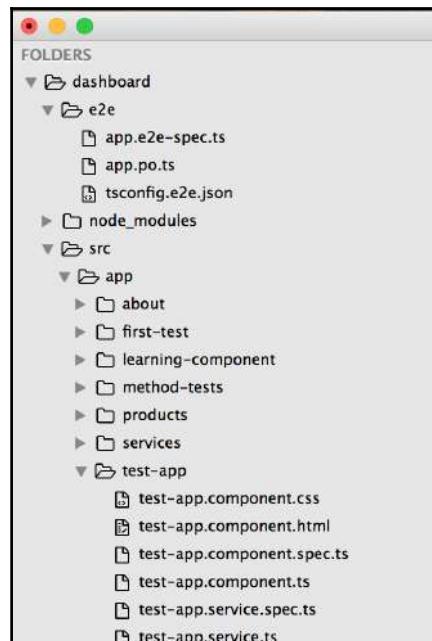 FOLDERS
dashboard
e2e
app.e2e-spec.ts
app.po.ts
tsconfig.e2e.json
node_modules
src
app
about
first-test
learning-component
method-tests
products
services
test-app
test-app.component.css
test-app.component.html
test-app.component.spec.ts
test-app.component.ts
test-app.service.spec.ts
test-app.service.ts